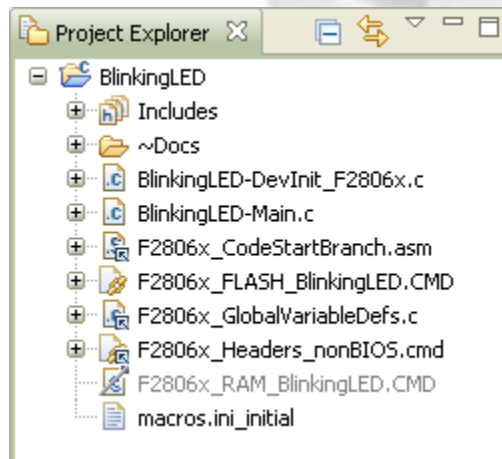 Project Explorer
BlinkingLED
Includes
~Docs
BlinkingLED-DevInit_F2806x.c
BlinkingLED-Main.c
F2806x_CodeStartBranch.asm
F2806x_FLASH_BlinkingLED.CMD
F2806x_GlobalVariableDefs.c
F2806x_Headers_nonBIOS.cmd
F2806x_RAM_BlinkingLED.CMD
macros.ini_initial